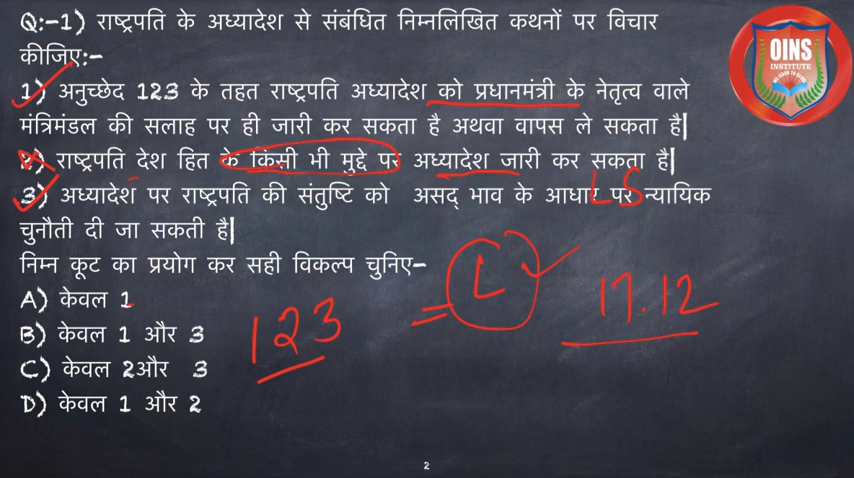 Q:-1) राष्ट्रपति के अध्यादेश से संबंधित निम्नलिखित कथनों पर विचार
कीजिए:-
1) अनुच्छेद 123 के तहत राष्ट्रपति अध्यादेश को प्रधानमंत्री के नेतृत्व वाले
मंत्रिमंडल की सलाह पर ही जारी कर सकता है अथवा वापस ले सकता है|
2) राष्ट्रपति देश हित के किसी भी मुद्दे पर अध्यादेश जारी कर सकता है|
3) अध्यादेश पर राष्ट्रपति की संतुष्टि को असद् भाव के आधार पर न्यायिक
चुनौती दी जा सकती है|
निम्न कूट का प्रयोग कर सही विकल्प चुनिए-
A) केवल 1
B) केवल 1 और 3
C) केवल 2और 3
D) केवल 1 और 2
LS
123 = L 17.12
OINS
INSTITUTE
2